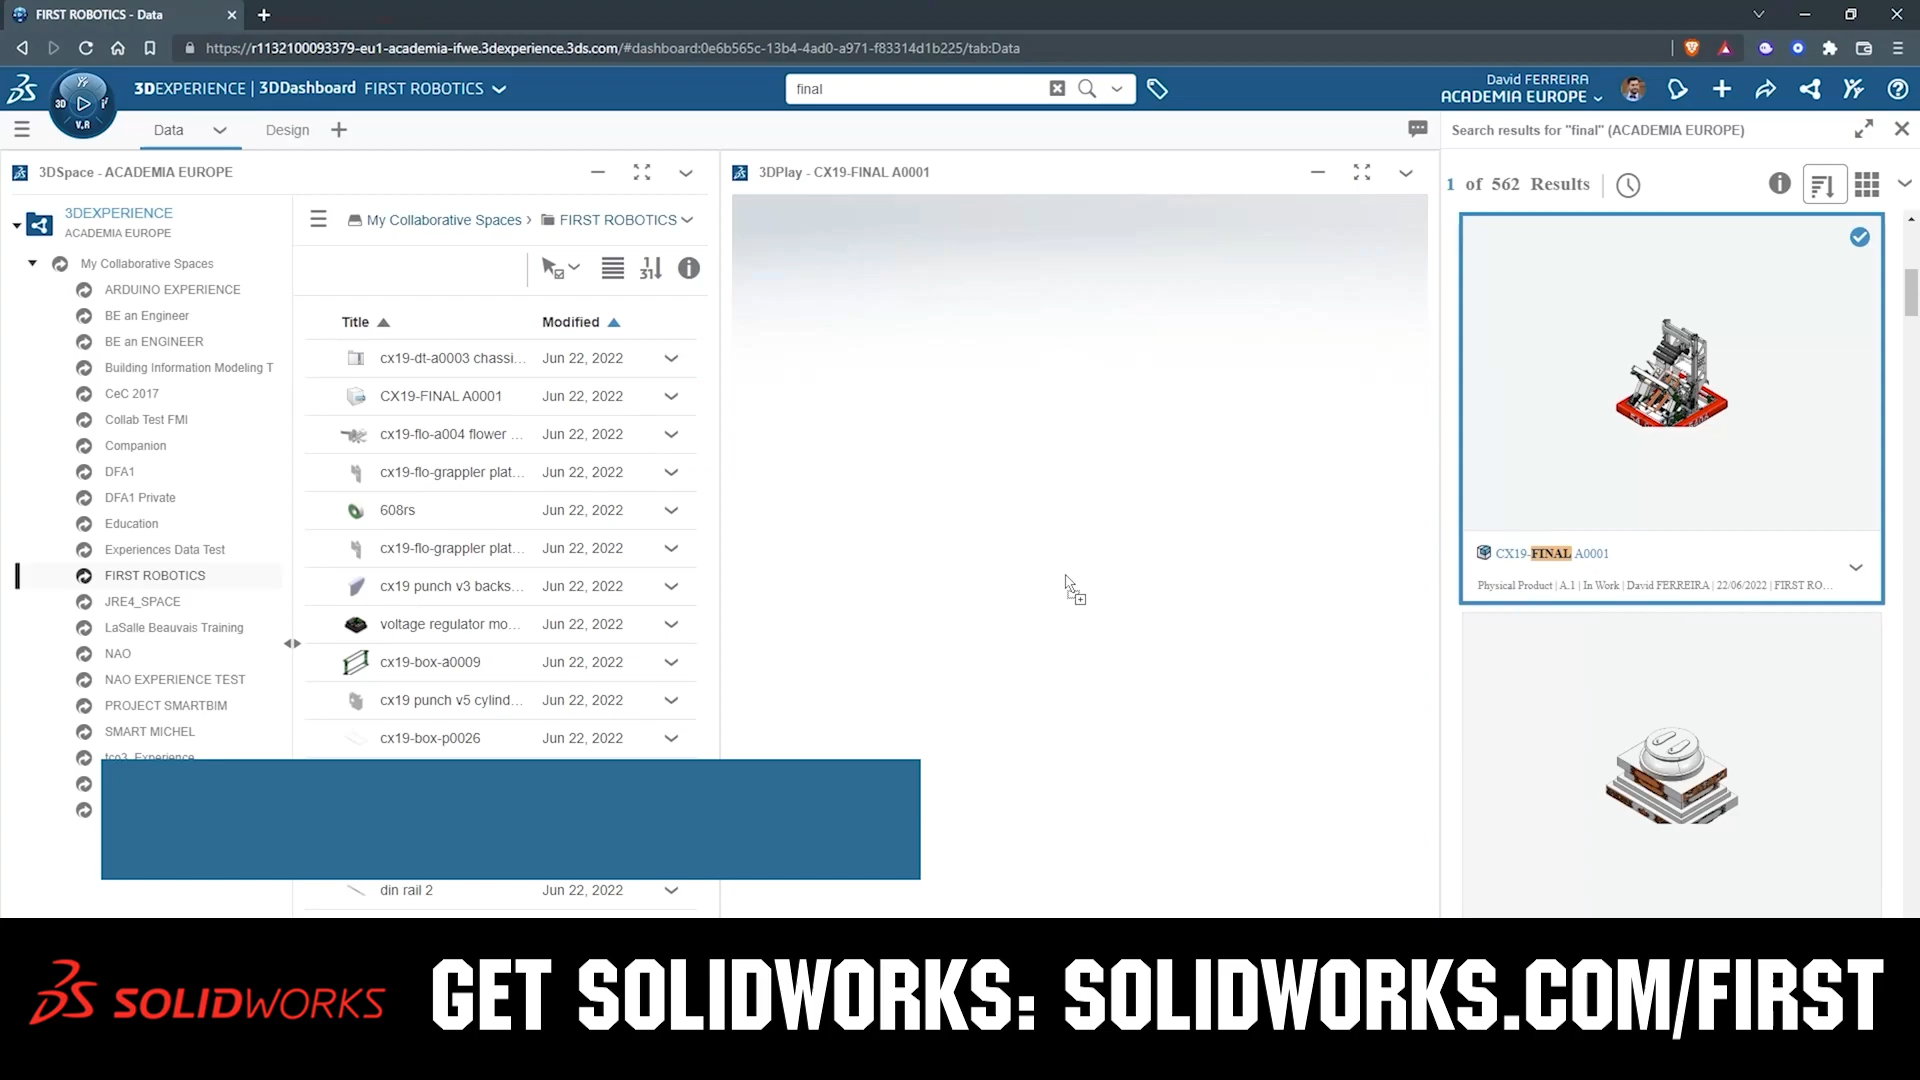 FIRST ROBOTICS - Data
https://r1132100093379-eu1-academia-ifwe.3dexperience.3ds.com/#dashboard:0e6b565c-13b4-4ad0-a971-f83314d1b225/tab:Data
3DEXPERIENCE | 3DDashboard FIRST ROBOTICS
final
David FERREIRA
ACADEMIA EUROPE
3D
V.R
Data
Design
Search results for "final" (ACADEMIA EUROPE)
3DSpace - ACADEMIA EUROPE
3DPlay - CX19-FINAL A0001
1 of 562 Results
3DEXPERIENCE
ACADEMIA EUROPE
My Collaborative Spaces
ARDUINO EXPERIENCE
BE an Engineer
BE an ENGINEER
Building Information Modeling T
CeC 2017
Collab Test FMI
Companion
DFA1
DFA1 Private
Education
Experiences Data Test
FIRST ROBOTICS
JRE4_SPACE
LaSalle Beauvais Training
NAO
NAO EXPERIENCE TEST
PROJECT SMARTBIM
SMART MICHEL
tco3_Experience
My Collaborative Spaces › FIRST ROBOTICS
Title Modified
cx19-dt-a0003 chassi... Jun 22, 2022
CX19-FINAL A0001 Jun 22, 2022
cx19-flo-a004 flower ... Jun 22, 2022
cx19-flo-grappler plat... Jun 22, 2022
608rs Jun 22, 2022
cx19-flo-grappler plat... Jun 22, 2022
cx19 punch v3 backs... Jun 22, 2022
voltage regulator mo... Jun 22, 2022
cx19-box-a0009 Jun 22, 2022
cx19 punch v5 cylind... Jun 22, 2022
cx19-box-p0026 Jun 22, 2022
din rail 2 Jun 22, 2022
CX19-FINAL A0001
Physical Product | A.1 | In Work | David FERREIRA | 22/06/2022 | FIRST RO...
SOLIDWORKS
GET SOLIDWORKS: SOLIDWORKS.COM/FIRST